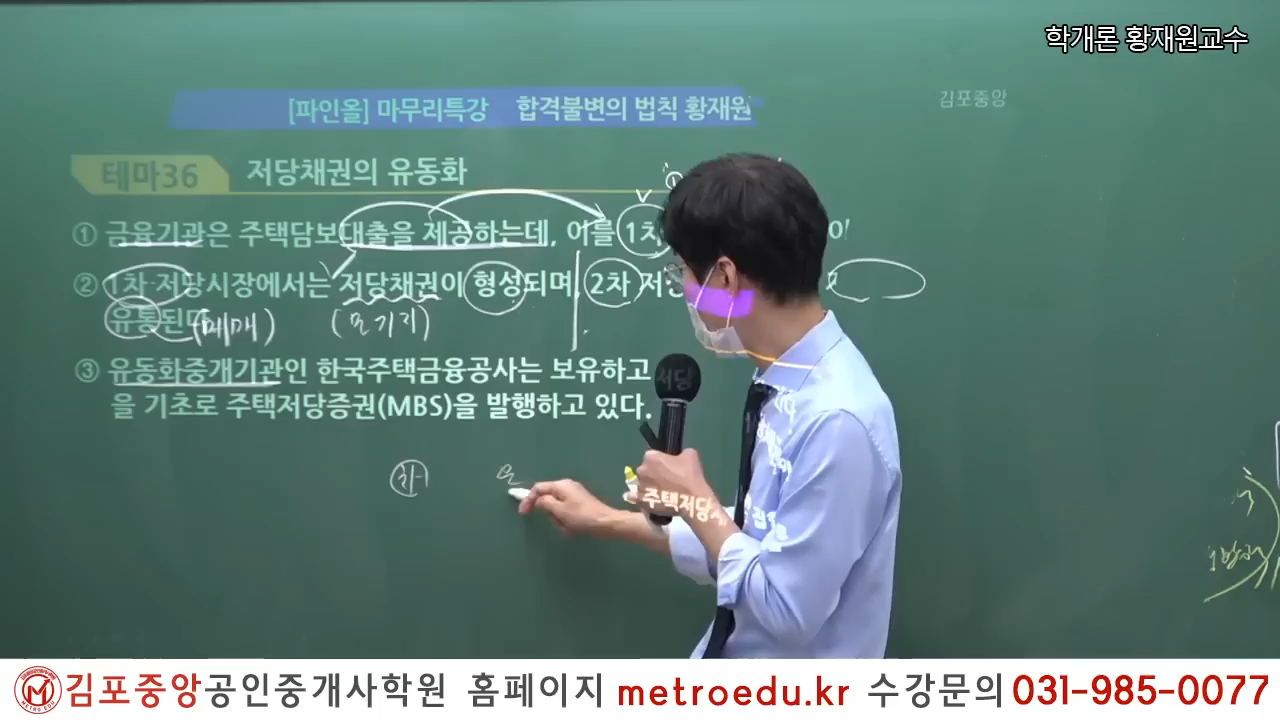 학개론 황재원교수
[파인올] 마무리특강 합격불변의 법칙 황재원
김포중앙
테마36 저당채권의 유동화
① 금융기관은 주택담보대출을 제공하는데, 이를 1차
② 1차 저당시장에서는 저당채권이 형성되며, 2차
유통된다
(매매)
③ 유동화중개기관인 한국주택금융공사는 보유하고
을 기초로 주택저당증권(MBS)을 발행하고 있다.
주택저당
김포중앙공인중개사학원 홈페이지 metroedu.kr 수강문의 031-985-0077